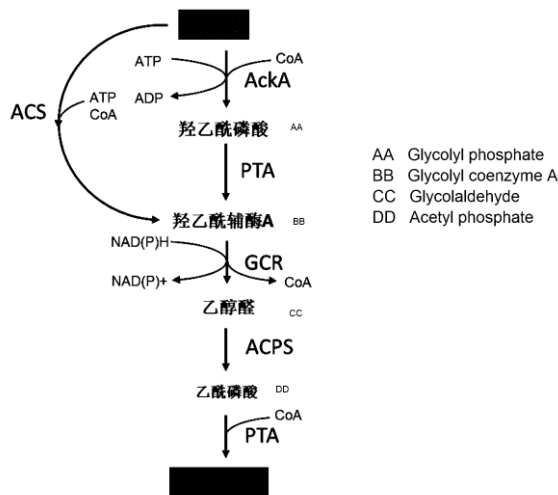 ATP
CoA
AckA
ADP
ACS
ATP
CoA
羟乙酰磷酸 AA
PTA
羟乙酰辅酶A BB
NAD(P)H
GCR
NAD(P)+
CoA
乙醇醛 CC
ACPS
乙酰磷酸 DD
CoA
PTA
AA Glycolyl phosphate
BB Glycolyl coenzyme A
CC Glycolaldehyde
DD Acetyl phosphate